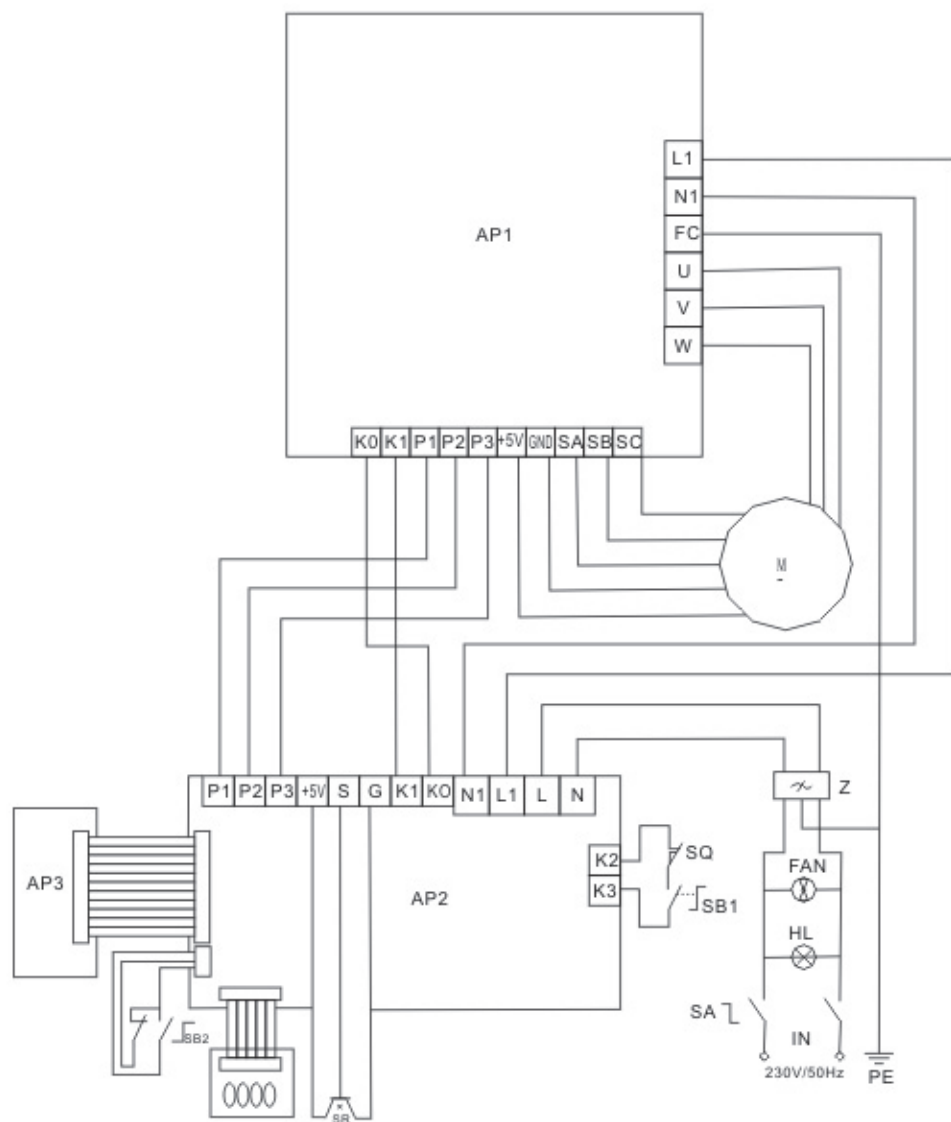 L1
N1
AP1
FC
U
V
W
K0 K1 P1 P2 P3 +5V GND SA SB SC
M
P1 P2 P3 +5V S G K1 KO N1 L1 L N
Z
K2 SQ
FAN
AP3
AP2
K3
SB1
HL
SA
SB2
IN
230V/50Hz
PE
SR